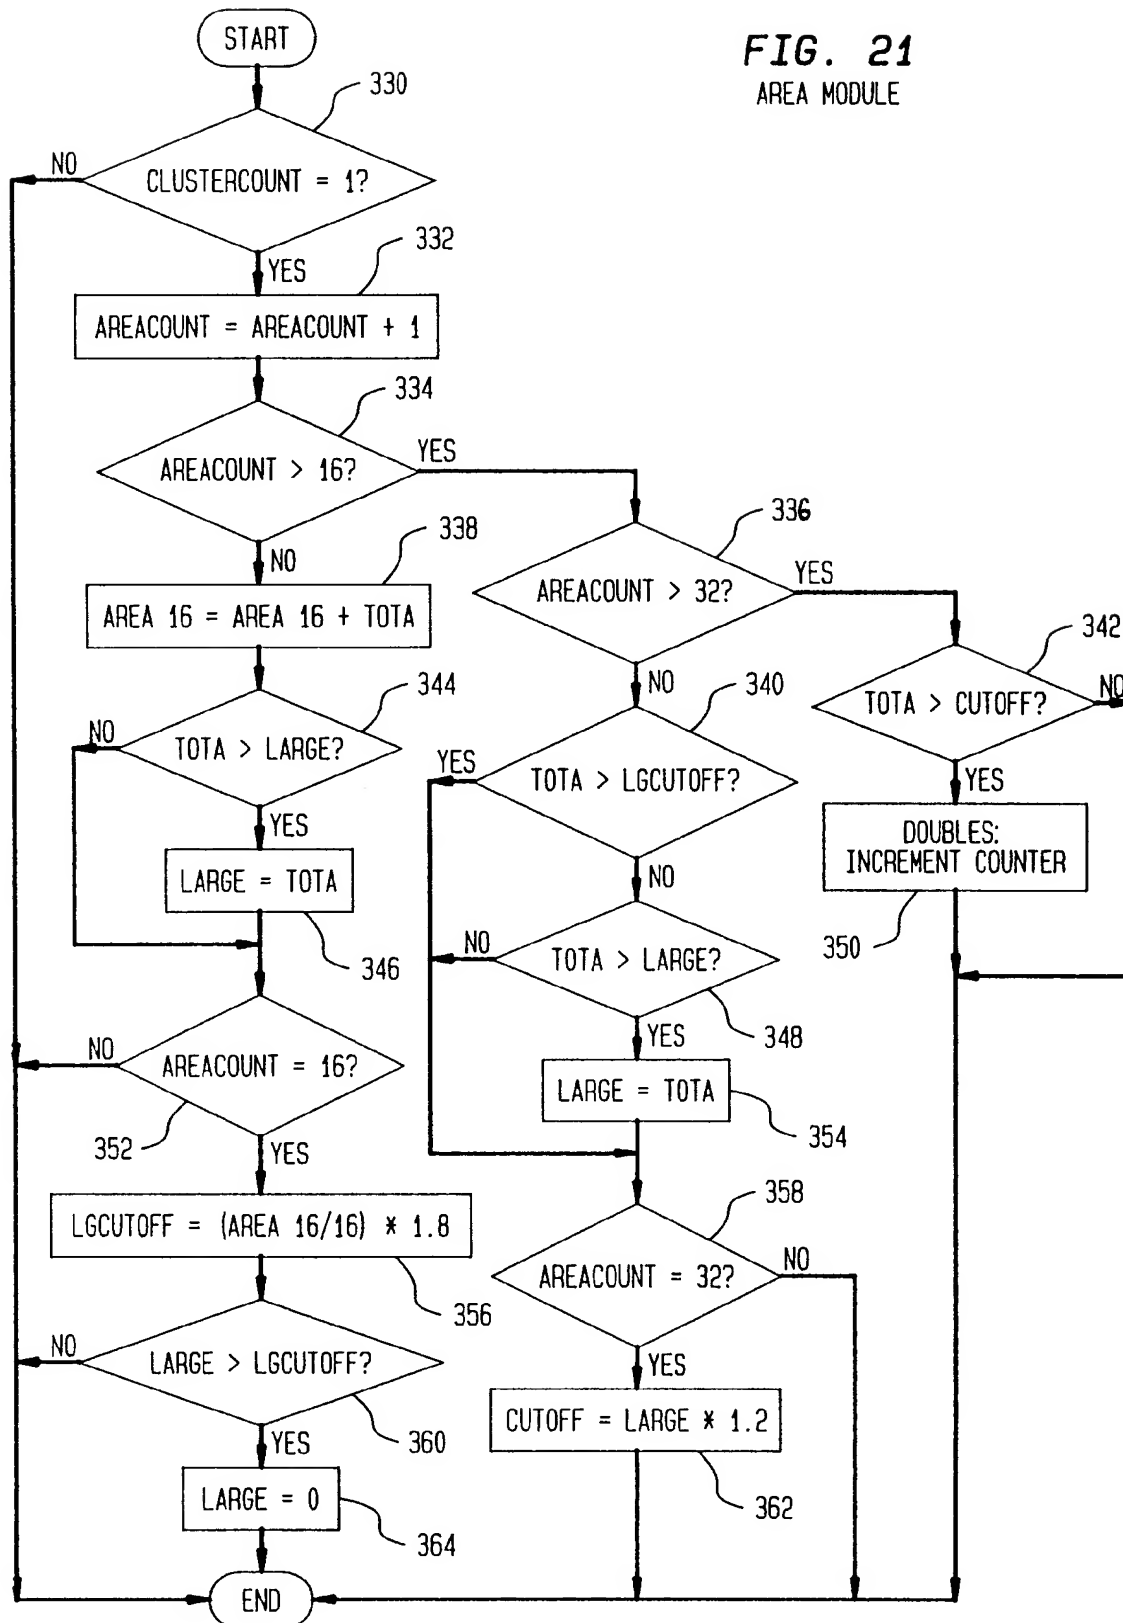 FIG. 21
AREA MODULE
START
330
CLUSTERCOUNT = 1?
NO
YES
332
AREACOUNT = AREACOUNT + 1
334
AREACOUNT > 16?
YES
NO
336
AREACOUNT > 32?
YES
NO
338
AREA 16 = AREA 16 + TOTA
340
TOTA > LGCUTOFF?
YES
NO
342
TOTA > CUTOFF?
NO
YES
344
TOTA > LARGE?
NO
YES
LARGE = TOTA
346
TOTA > LARGE?
NO
YES
348
DOUBLES:
INCREMENT COUNTER
350
AREACOUNT = 16?
NO
YES
352
LARGE = TOTA
354
LGCUTOFF = (AREA 16/16) * 1.8
356
358
AREACOUNT = 32?
NO
YES
LARGE > LGCUTOFF?
NO
YES
360
CUTOFF = LARGE * 1.2
362
LARGE = 0
364
END